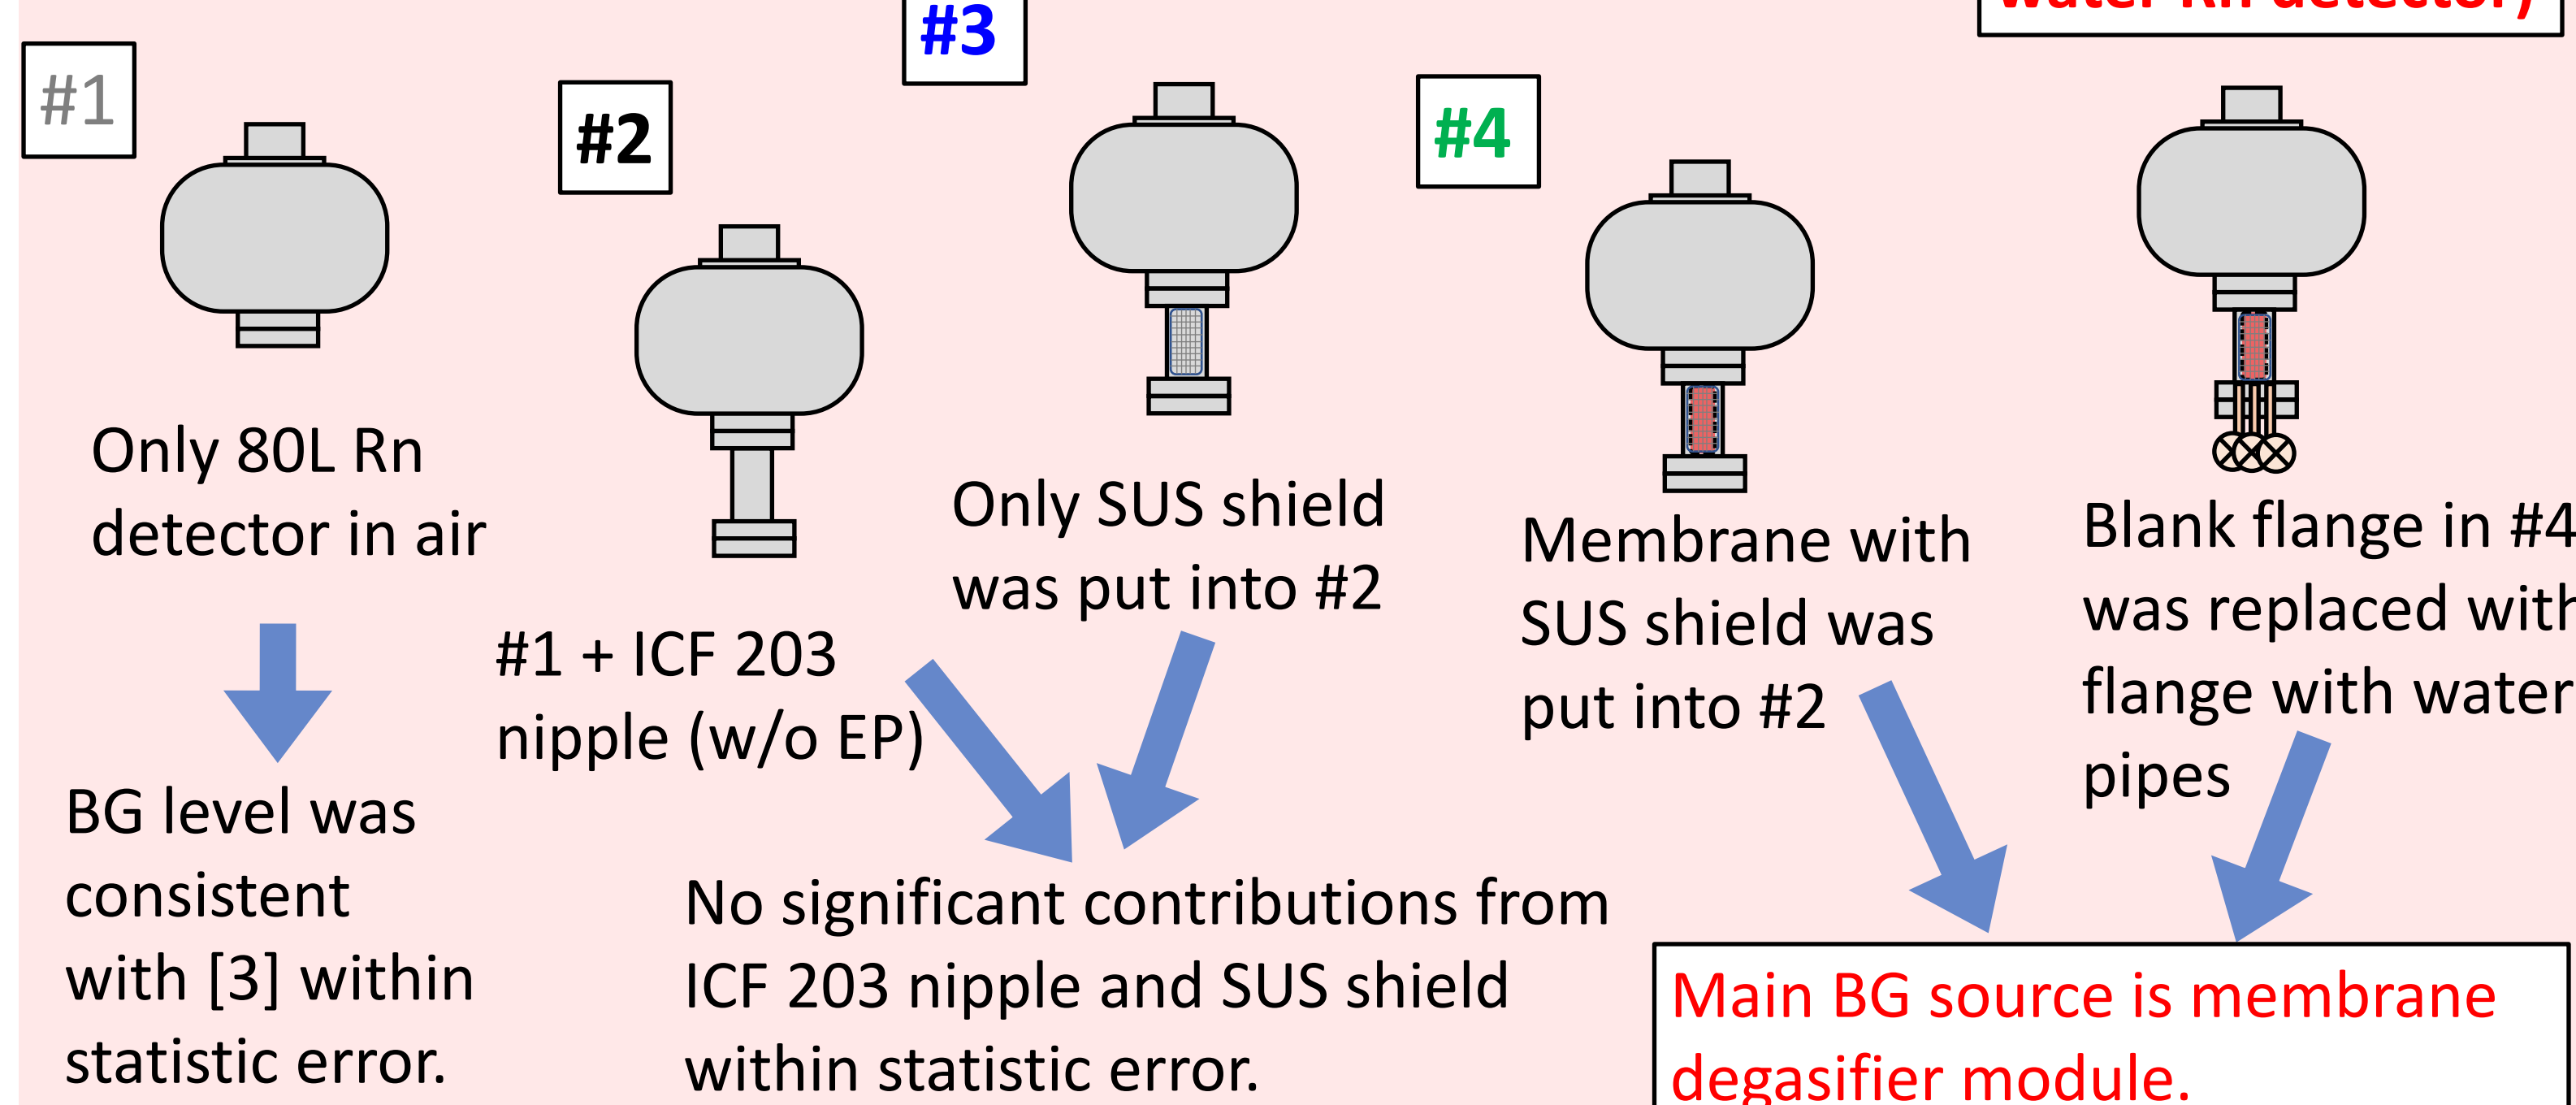 #1
#2
#3
#4
water Rn detector)
Only 80L Rn
detector in air
BG level was
consistent
with [3] within
statistic error.
#1 + ICF 203
nipple (w/o EP)
Only SUS shield
was put into #2
No significant contributions from
ICF 203 nipple and SUS shield
within statistic error.
Membrane with
SUS shield was
put into #2
Blank flange in #4
was replaced with
flange with water
pipes
Main BG source is membrane
degasifier module.